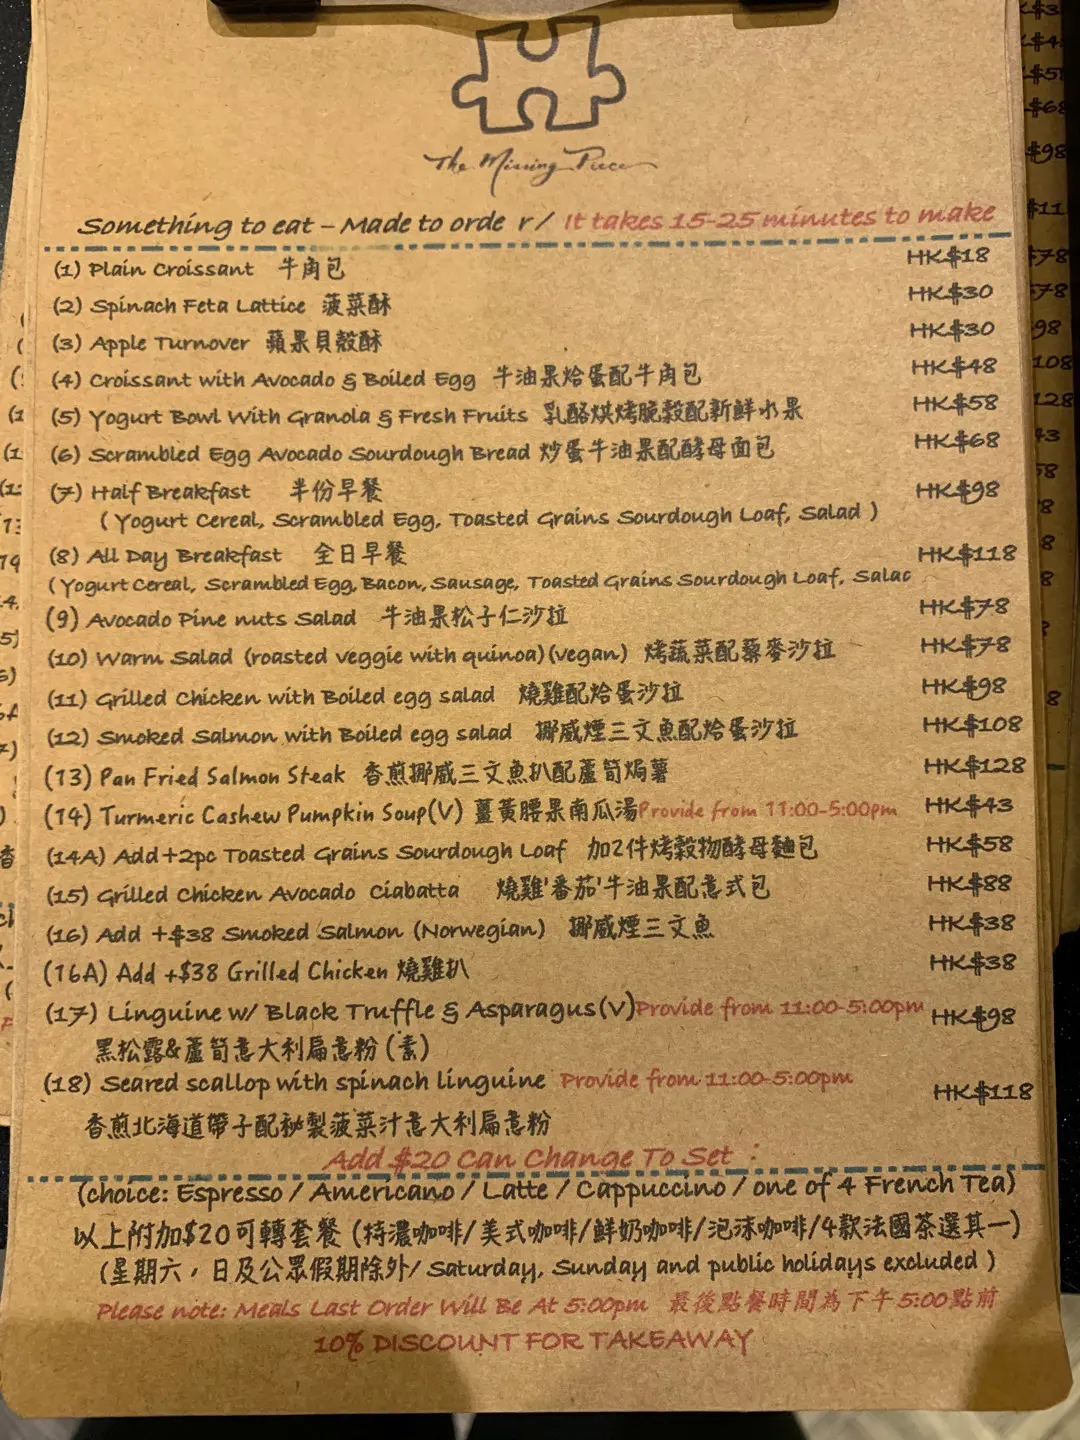 The Missing Piece
Something to eat – Made to orde r / It takes 15-25 minutes to make
(1) Plain Croissant 牛角包 HK$18
(2) Spinach Feta Lattice 菠菜酥 HK$30
(3) Apple Turnover 蘋果貝殼酥 HK$30
(4) Croissant with Avocado & Boiled Egg 牛油果烚蛋配牛角包 HK$48
(5) Yogurt Bowl With Granola & Fresh Fruits 乳酪烘烤脆穀配新鮮水果 HK$58
(6) Scrambled Egg Avocado Sourdough Bread 炒蛋牛油果配酵母面包 HK$68
(7) Half Breakfast 半份早餐 HK$98
( Yogurt Cereal, Scrambled Egg, Toasted Grains Sourdough Loaf, Salad )
(8) All Day Breakfast 全日早餐 HK$118
(Yogurt Cereal, Scrambled Egg, Bacon, Sausage, Toasted Grains Sourdough Loaf, Salac
(9) Avocado Pine nuts Salad 牛油果松子仁沙拉 HK$78
(10) Warm Salad (roasted veggie with quinoa)(vegan) 烤蔬菜配藜麥沙拉 HK$78
(11) Grilled Chicken with Boiled egg salad 燒雞配烚蛋沙拉 HK$98
(12) Smoked Salmon with Boiled egg salad 挪威煙三文魚配烚蛋沙拉 HK$108
(13) Pan Fried Salmon Steak 香煎挪威三文魚扒配蘆筍焗薯 HK$128
(14) Turmeric Cashew Pumpkin Soup(V) 薑黃腰果南瓜湯Provide from 11:00-5:00pm HK$43
(14A) Add+2pc Toasted Grains Sourdough Loaf 加2件烤穀物酵母麵包 HK$58
(15) Grilled Chicken Avocado Ciabatta 燒雞'番茄'牛油果配意式包 HK$88
(16) Add +$38 Smoked Salmon (Norwegian) 挪威煙三文魚 HK$38
(16A) Add +$38 Grilled Chicken 燒雞扒 HK$38
(17) Linguine w/ Black Truffle & Asparagus(V)Provide from 11:00-5:00pm HK$98
黑松露&蘆筍意大利扁意粉 (素)
(18) Seared scallop with spinach linguine Provide from 11:00-5:00pm HK$118
香煎北海道帶子配秘製菠菜汁意大利扁意粉
Add $20 Can Change To Set :
(choice: Espresso / Americano / Latte / Cappuccino / one of 4 French Tea)
以上附加$20可轉套餐 (特濃咖啡/美式咖啡/鮮奶咖啡/泡沫咖啡/4款法國茶選其一)
(星期六，日及公眾假期除外/ Saturday, Sunday and public holidays excluded )
Please note: Meals Last Order Will Be At 5:00pm 最後點餐時間為下午5:00點前
10% DISCOUNT FOR TAKEAWAY